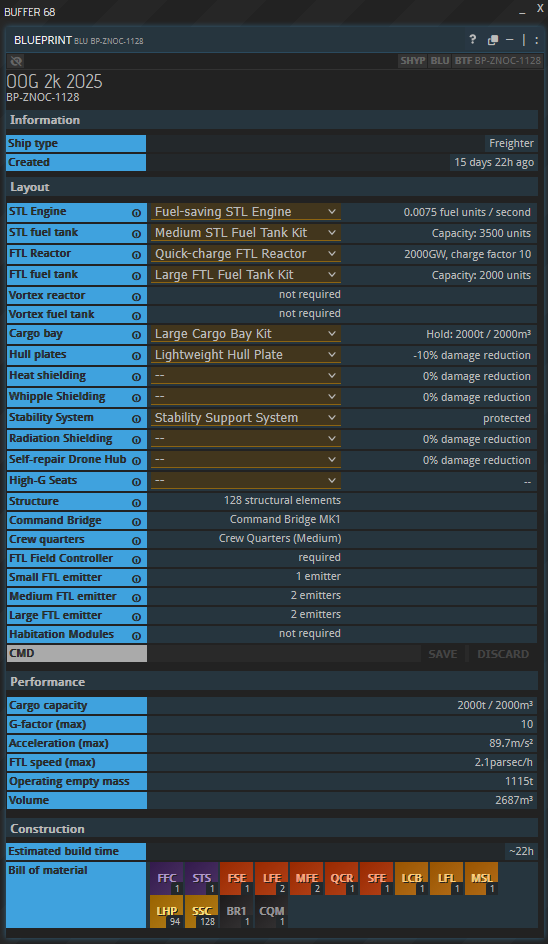 BUFFER 68 _ X
BLUEPRINT BLU BP-ZNOC-1128 ? — | :
SHYP BLU BTF BP-ZNOC-1128
OOG 2k 2025
BP-ZNOC-1128
Information
Ship type Freighter
Created 15 days 22h ago
Layout
STL Engine Fuel-saving STL Engine 0.0075 fuel units / second
STL fuel tank Medium STL Fuel Tank Kit Capacity: 3500 units
FTL Reactor Quick-charge FTL Reactor 2000GW, charge factor 10
FTL fuel tank Large FTL Fuel Tank Kit Capacity: 2000 units
Vortex reactor not required
Vortex fuel tank not required
Cargo bay Large Cargo Bay Kit Hold: 2000t / 2000m³
Hull plates Lightweight Hull Plate -10% damage reduction
Heat shielding -- 0% damage reduction
Whipple Shielding -- 0% damage reduction
Stability System Stability Support System protected
Radiation Shielding -- 0% damage reduction
Self-repair Drone Hub -- 0% damage reduction
High-G Seats -- --
Structure 128 structural elements
Command Bridge Command Bridge MK1
Crew quarters Crew Quarters (Medium)
FTL Field Controller required
Small FTL emitter 1 emitter
Medium FTL emitter 2 emitters
Large FTL emitter 2 emitters
Habitation Modules not required
CMD SAVE DISCARD
Performance
Cargo capacity 2000t / 2000m³
G-factor (max) 10
Acceleration (max) 89.7m/s²
FTL speed (max) 2.1parsec/h
Operating empty mass 1115t
Volume 2687m³
Construction
Estimated build time ~22h
Bill of material FFC 1 STS 1 FSE 1 LFE 2 MFE 2 QCR 1 SFE 1 LCB 1 LFL 1 MSL 1
LHP 94 SSC 128 BR1 1 CQM 1